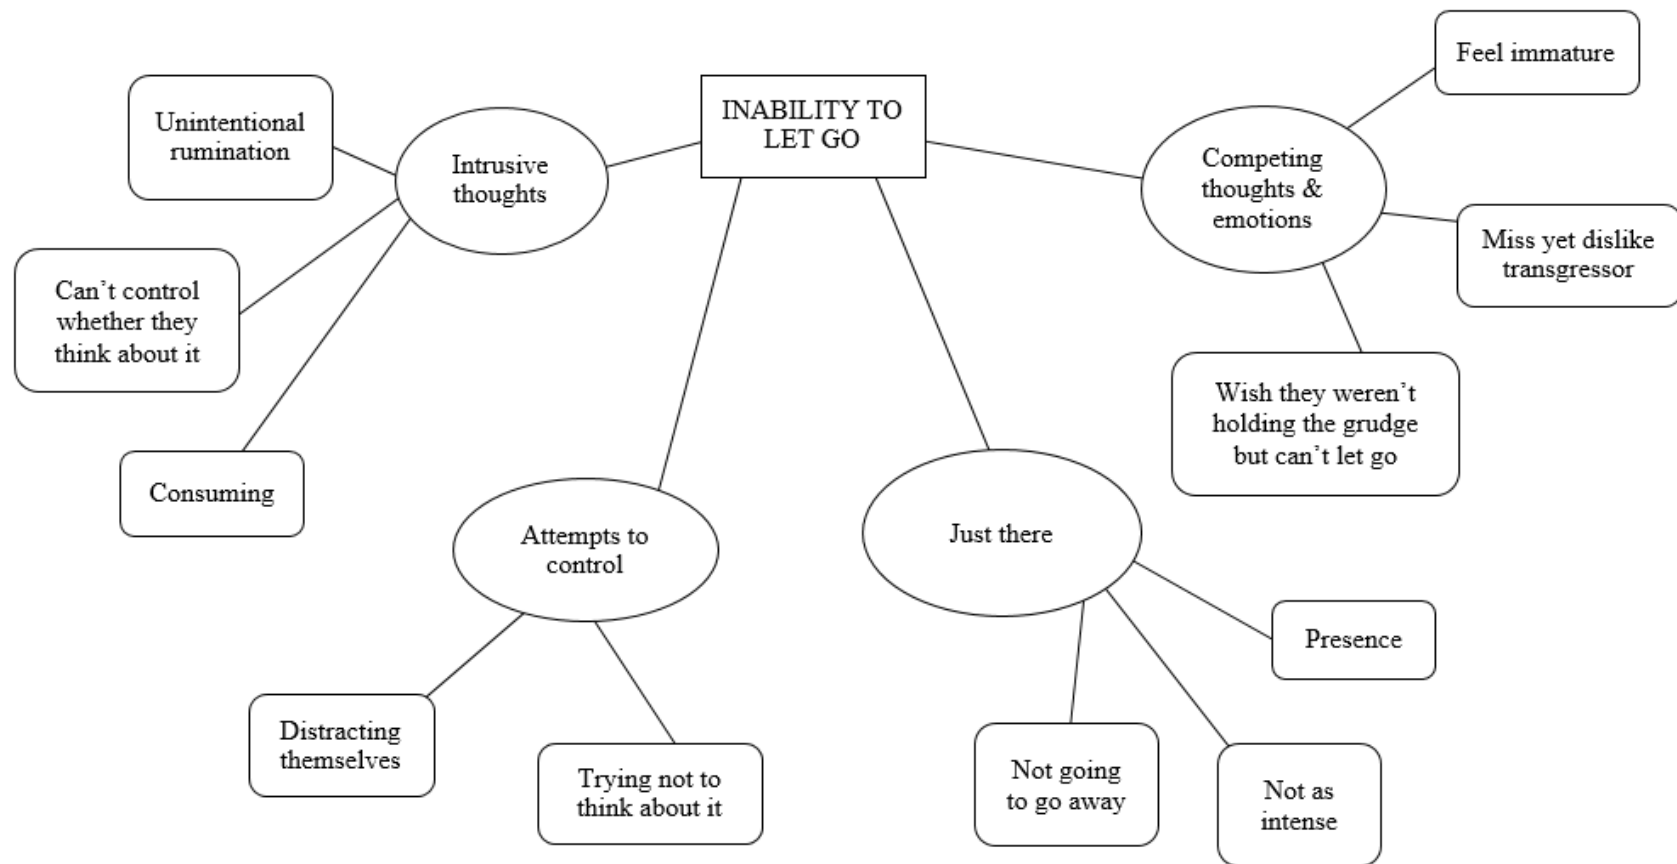 INABILITY TO
LET GO
Intrusive
thoughts
Unintentional
rumination
Can’t control
whether they
think about it
Consuming
Attempts to
control
Distracting
themselves
Trying not to
think about it
Just there
Not going
to go away
Not as
intense
Presence
Competing
thoughts &
emotions
Feel immature
Miss yet dislike
transgressor
Wish they weren’t
holding the grudge
but can’t let go